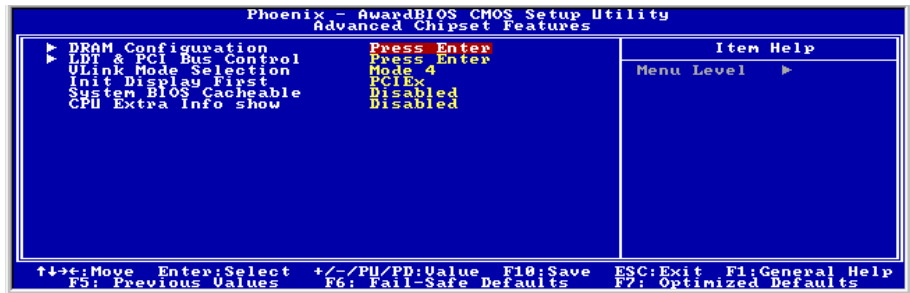 Phoenix - AwardBIOS CMOS Setup Utility
Advanced Chipset Features
► DRAM Configuration Press Enter
► LDT & PCI Bus Control Press Enter
VLink Mode Selection Mode 4
Init Display First PCIEx
System BIOS Cacheable Disabled
CPU Extra Info show Disabled
Item Help
Menu Level ►
↑↓→←:Move Enter:Select +/-/PU/PD:Value F10:Save ESC:Exit F1:General Help
F5: Previous Values F6: Fail-Safe Defaults F7: Optimized Defaults